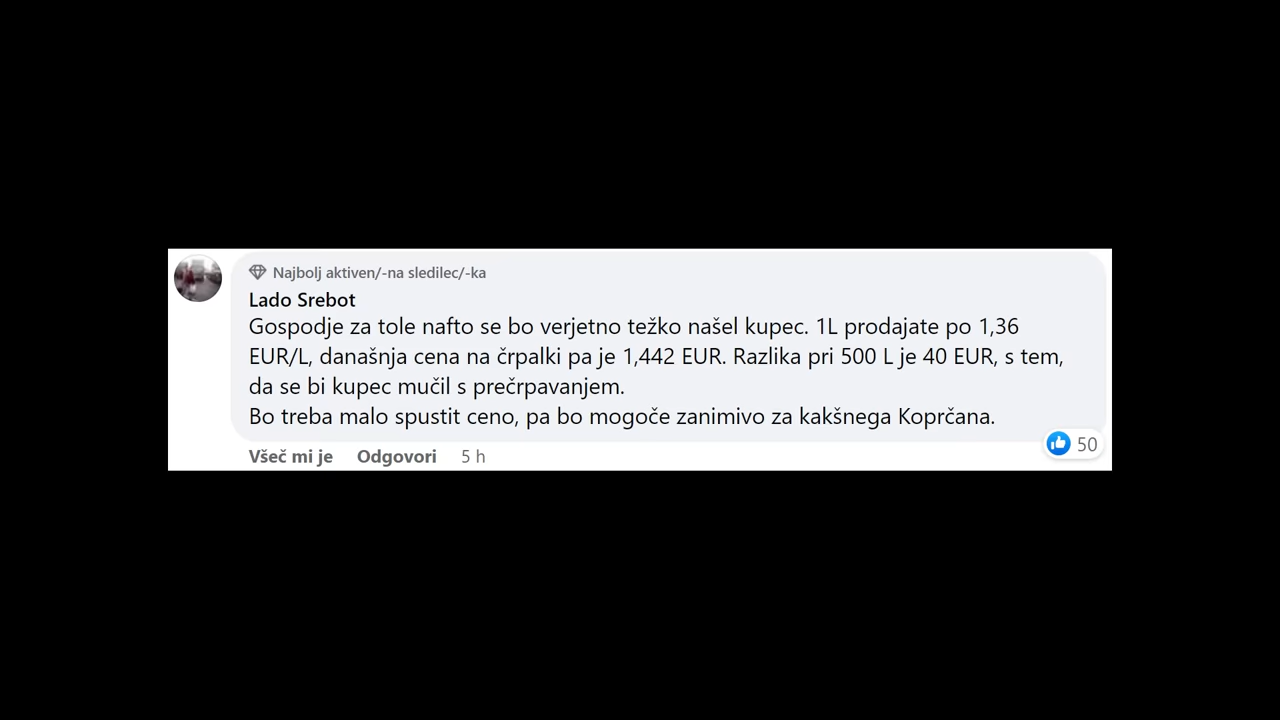 Najbolj aktiven/-na sledilec/-ka
Lado Srebot
Gospodje za tole nafto se bo verjetno težko našel kupec. 1L prodajate po 1,36
EUR/L, današnja cena na črpalki pa je 1,442 EUR. Razlika pri 500 L je 40 EUR, s tem,
da se bi kupec mučil s prečrpavanjem.
Bo treba malo spustit ceno, pa bo mogoče zanimivo za kakšnega Koprčana.
50
Všeč mi je Odgovori 5 h